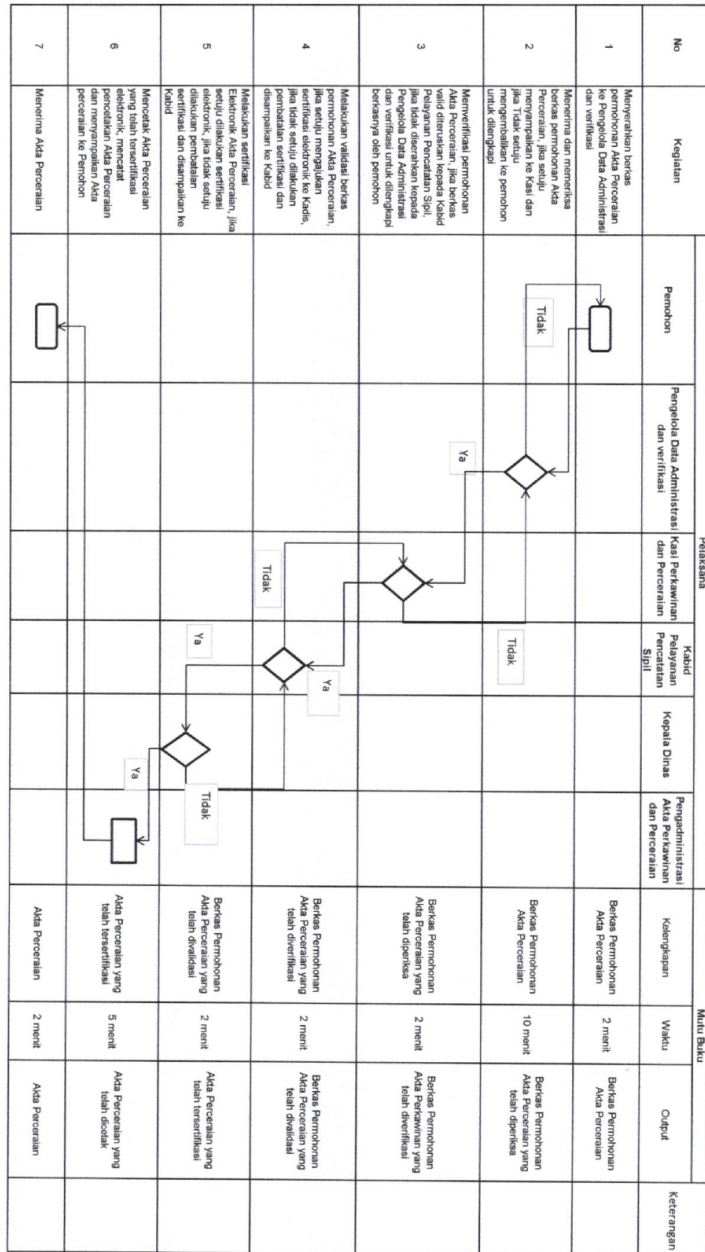 No
Kegiatan
Pelaksana
Pemohon
Pengelola Data Administrasi
dan verifikasi
Kasi Perkawinan
dan Perceraian
Kabid
Pelayanan
Pencatatan
Sipil
Kepala Dinas
Pengadministrasi
Akta Perkawinan
dan Perceraian
Mutu Buku
Kelengkapan
Waktu
Output
Keterangan
1
Menyerahkan berkas
permohonan Akta Perceraian
ke Pengelola Data Administrasi
dan verifikasi
Berkas Permohonan
Akta Perceraian
2 menit
Berkas Permohonan
Akta Perceraian
2
Menerima dan memeriksa
berkas permohonan Akta
Perceraian, jika setuju
menyampaikan ke Kasi dan
jika Tidak setuju
mengembalikan ke pemohon
untuk dilengkapi
Tidak
Ya
Tidak
Berkas Permohonan
Akta Perceraian
10 menit
Berkas Permohonan
Akta Perceraian yang
telah diperiksa
3
Memverifikasi permohonan
Akta Perceraian, jika berkas
valid diteruskan kepada Kabid
Pelayanan Pencatatan Sipil,
jika tidak diserahkan kepada
Pengelola Data Administrasi
dan verifikasi untuk dilengkapi
berkasnya oleh pemohon
Berkas Permohonan
Akta Perceraian yang
telah diperiksa
2 menit
Berkas Permohonan
Akta Perkawinan yang
telah diverifikasi
4
Melakukan validasi berkas
permohonan Akta Perceraian,
jika setuju mengajukan
sertifikasi elektronik ke Kadis,
jika tidak setuju dilakukan
pembatalan sertifikasi dan
disampaikan ke Kabid
Tidak
Ya
Berkas Permohonan
Akta Perceraian yang
telah diverifikasi
2 menit
Berkas Permohonan
Akta Perceraian yang
telah divalidasi
5
Melakukan sertifikasi
Elektronik Akta Perceraian, jika
setuju dilakukan sertifikasi
elektronik, jika tidak setuju
dilakukan pembatalan
sertifikasi dan disampaikan ke
Kabid
Ya
Tidak
Berkas Permohonan
Akta Perceraian yang
telah divalidasi
2 menit
Akta Perceraian yang
telah tersertifikasi
6
Mencetak Akta Perceraian
yang telah tersertifikasi
elektronik, mencatat
pencetakan Akta Perceraian
dan menyampaikan Akta
perceraian ke Pemohon
Ya
Akta Perceraian yang
telah tersertifikasi
5 menit
Akta Perceraian yang
telah dicetak
7
Menerima Akta Perceraian
Akta Perceraian
2 menit
Akta Perceraian